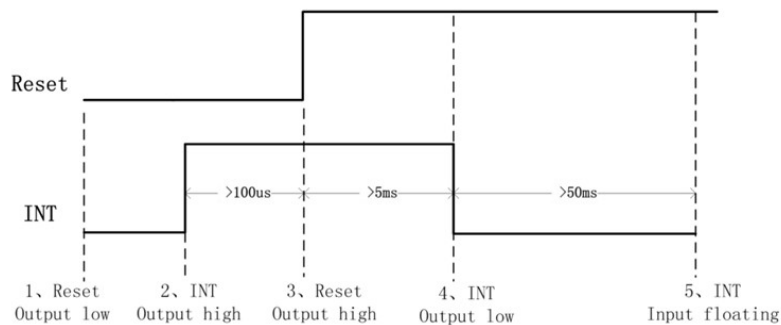 Reset
>100us
>5ms
>50ms
INT
1、Reset
Output low
2、INT
Output high
3、Reset
Output high
4、INT
Output low
5、INT
Input floating